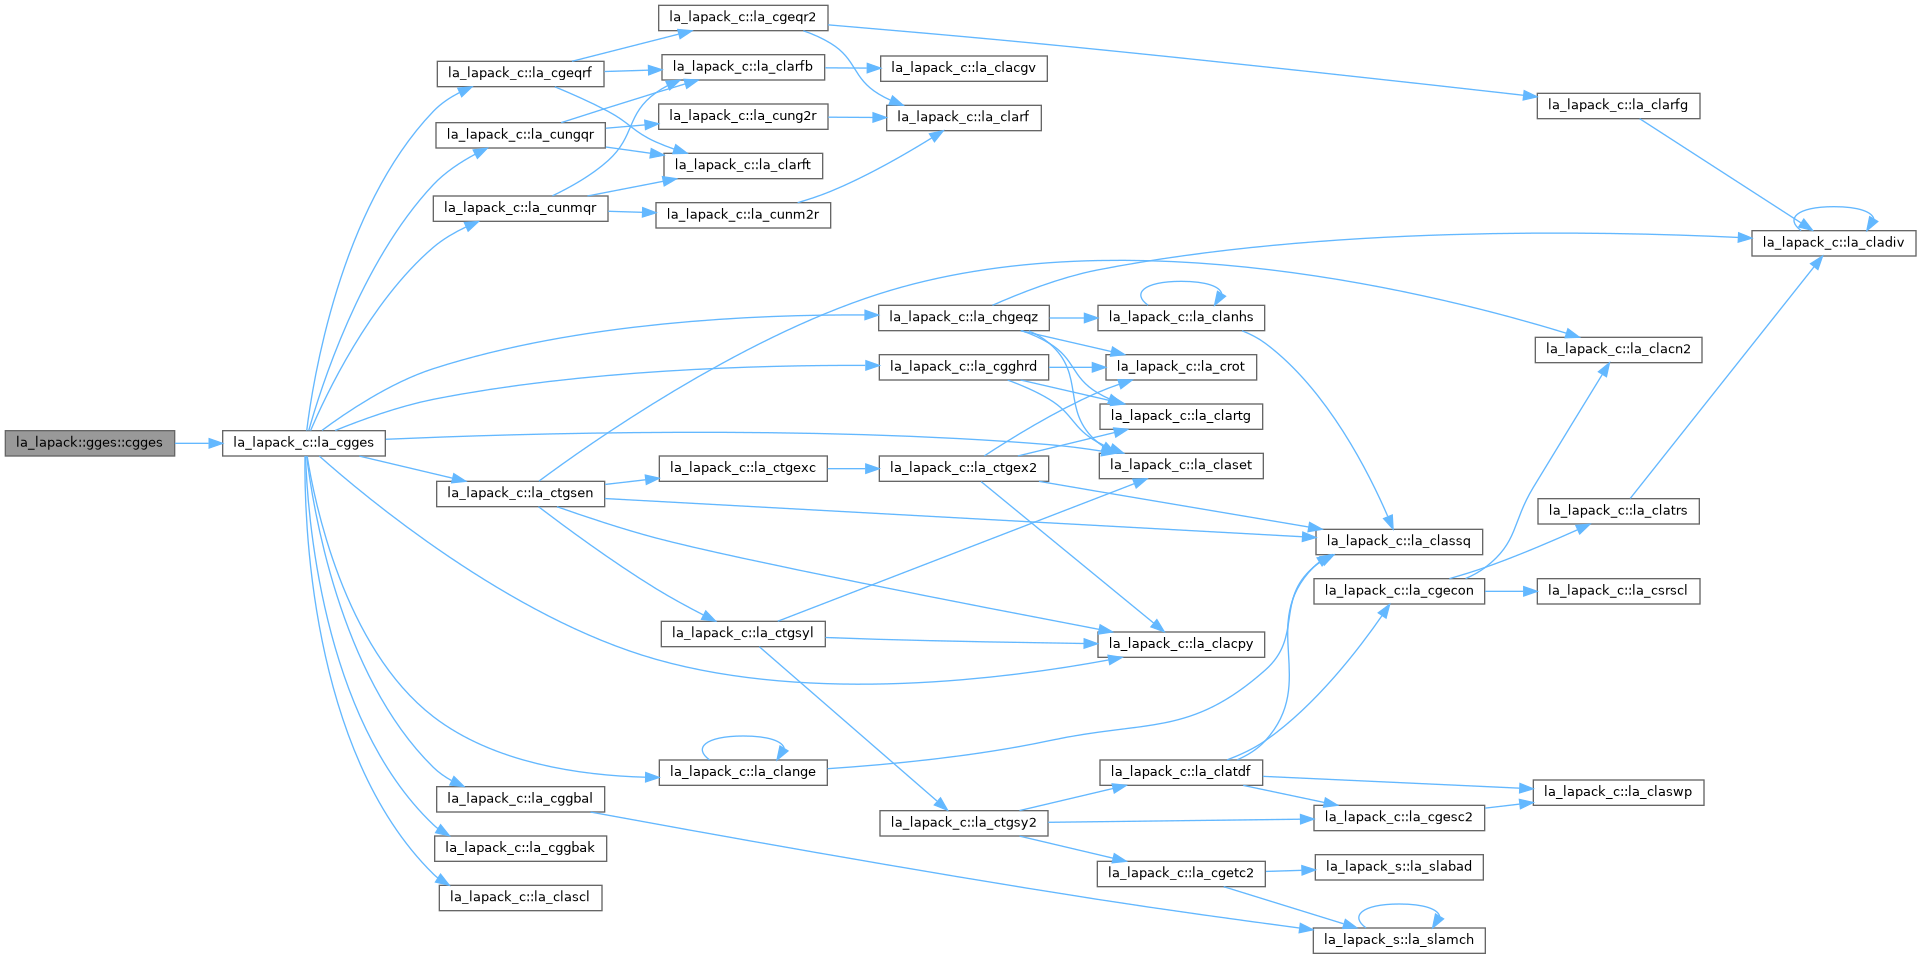 la_lapack::gges::cgges
la_lapack_c::la_cgges
la_lapack_c::la_cgeqrf
la_lapack_c::la_cungqr
la_lapack_c::la_cunmqr
la_lapack_c::la_ctgsen
la_lapack_c::la_cggbal
la_lapack_c::la_cggbak
la_lapack_c::la_clascl
la_lapack_c::la_cgeqr2
la_lapack_c::la_clarfb
la_lapack_c::la_cung2r
la_lapack_c::la_clarft
la_lapack_c::la_cunm2r
la_lapack_c::la_ctgexc
la_lapack_c::la_ctgsyl
la_lapack_c::la_clange
la_lapack_c::la_clacgv
la_lapack_c::la_clarf
la_lapack_c::la_chgeqz
la_lapack_c::la_cgghrd
la_lapack_c::la_ctgex2
la_lapack_c::la_ctgsy2
la_lapack_c::la_clanhs
la_lapack_c::la_crot
la_lapack_c::la_clartg
la_lapack_c::la_claset
la_lapack_c::la_clacpy
la_lapack_c::la_clatdf
la_lapack_c::la_cgetc2
la_lapack_c::la_classq
la_lapack_c::la_cgecon
la_lapack_c::la_cgesc2
la_lapack_s::la_slabad
la_lapack_s::la_slamch
la_lapack_c::la_clarfg
la_lapack_c::la_clacn2
la_lapack_c::la_clatrs
la_lapack_c::la_csrscl
la_lapack_c::la_claswp
la_lapack_c::la_cladiv